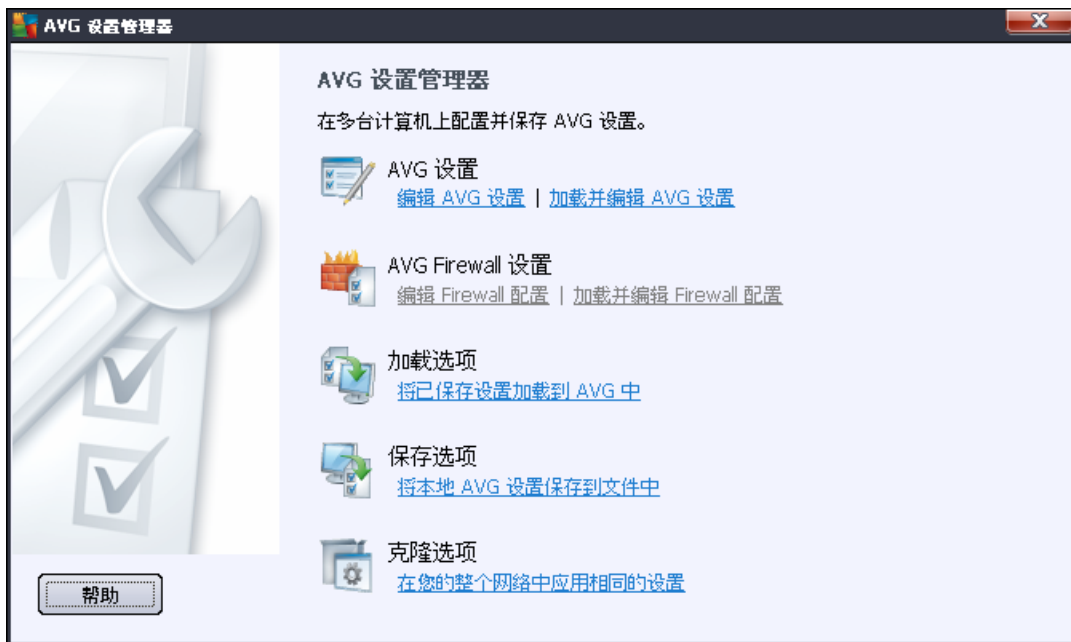 AVG 设置管理器
AVG 设置管理器
在多台计算机上配置并保存 AVG 设置。
AVG 设置
编辑 AVG 设置 | 加载并编辑 AVG 设置
AVG Firewall 设置
编辑 Firewall 配置 | 加载并编辑 Firewall 配置
加载选项
将已保存设置加载到 AVG 中
保存选项
将本地 AVG 设置保存到文件中
克隆选项
在您的整个网络中应用相同的设置
帮助